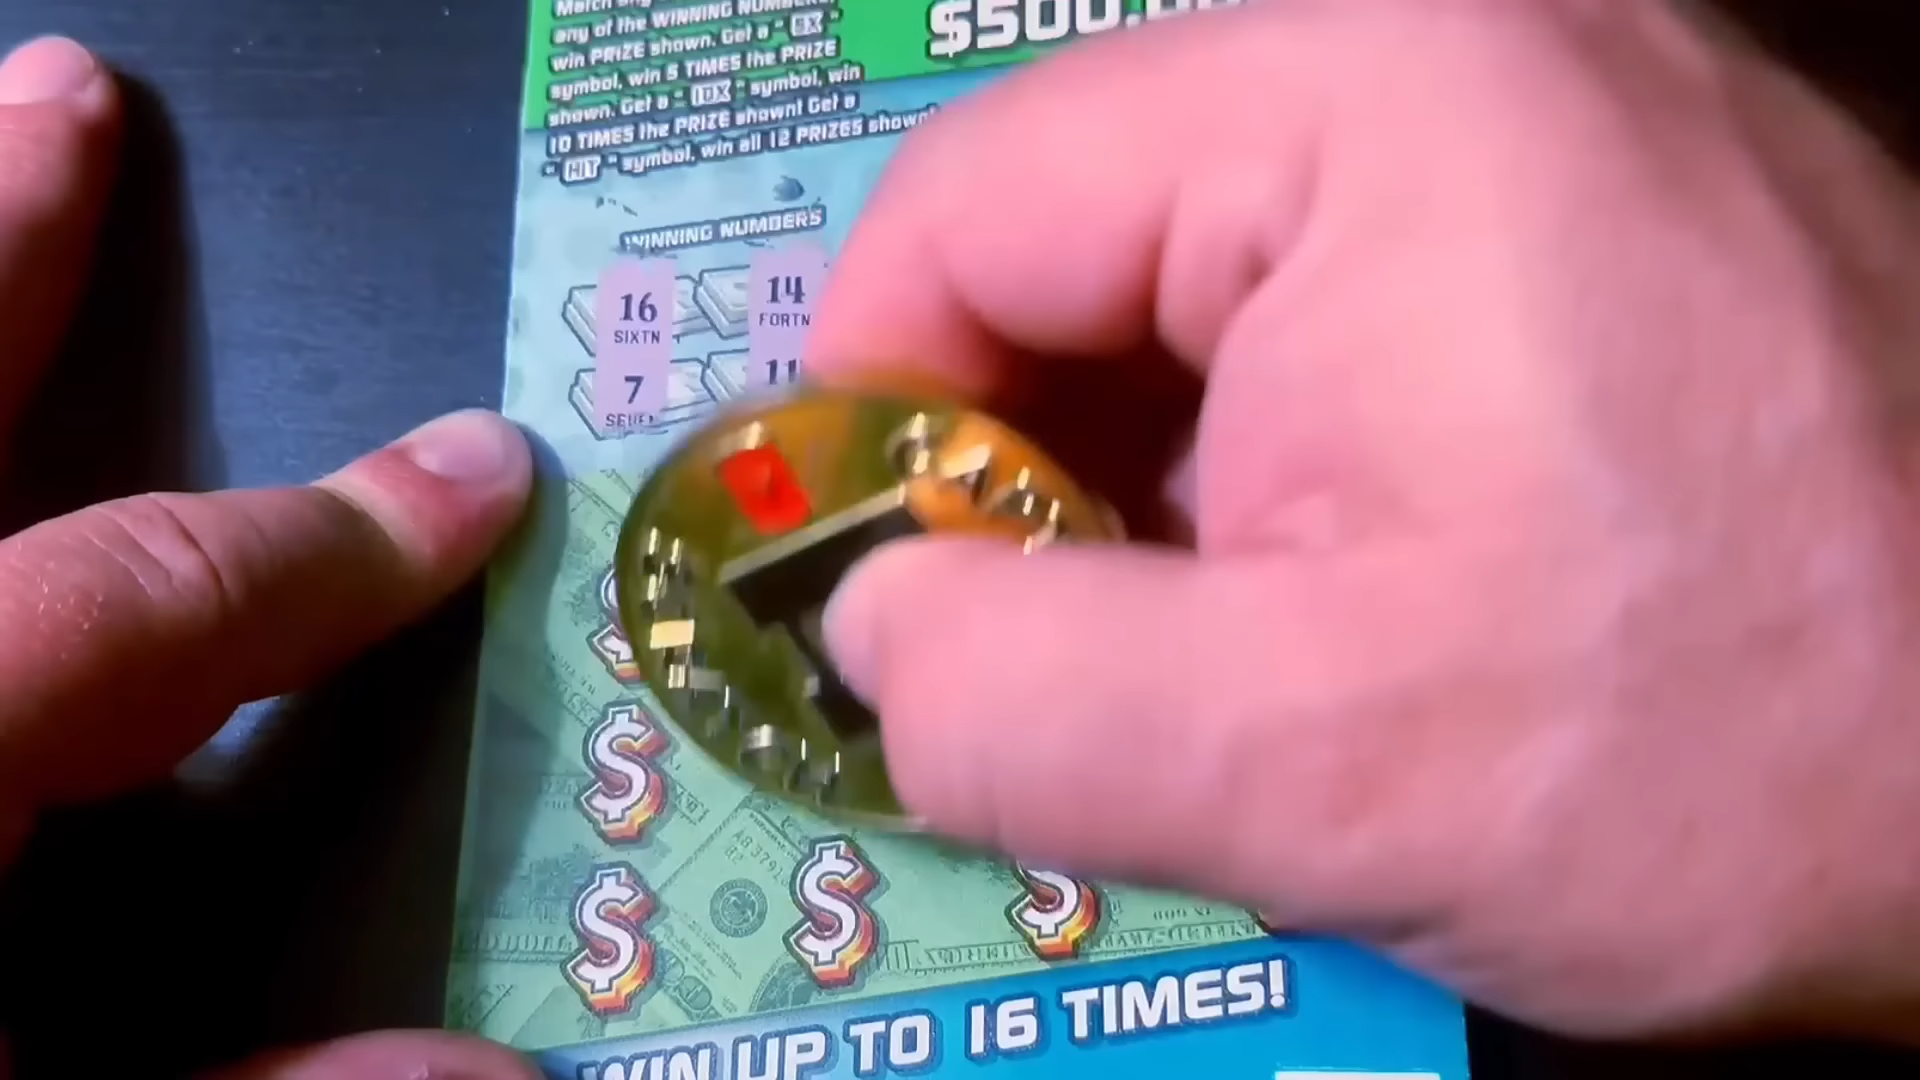 any of the WINNING NUMBERS,
win PRIZE shown. Get a "5X"
symbol, win 5 TIMES the PRIZE
shown. Get a "10X" symbol, win
10 TIMES the PRIZE shown! Get a
"HIT" symbol, win all 12 PRIZES shown!
WINNING NUMBERS
16 14
SIXTN FORTN
7 11
SEVEN
$
$ $ $
WIN UP TO 16 TIMES!